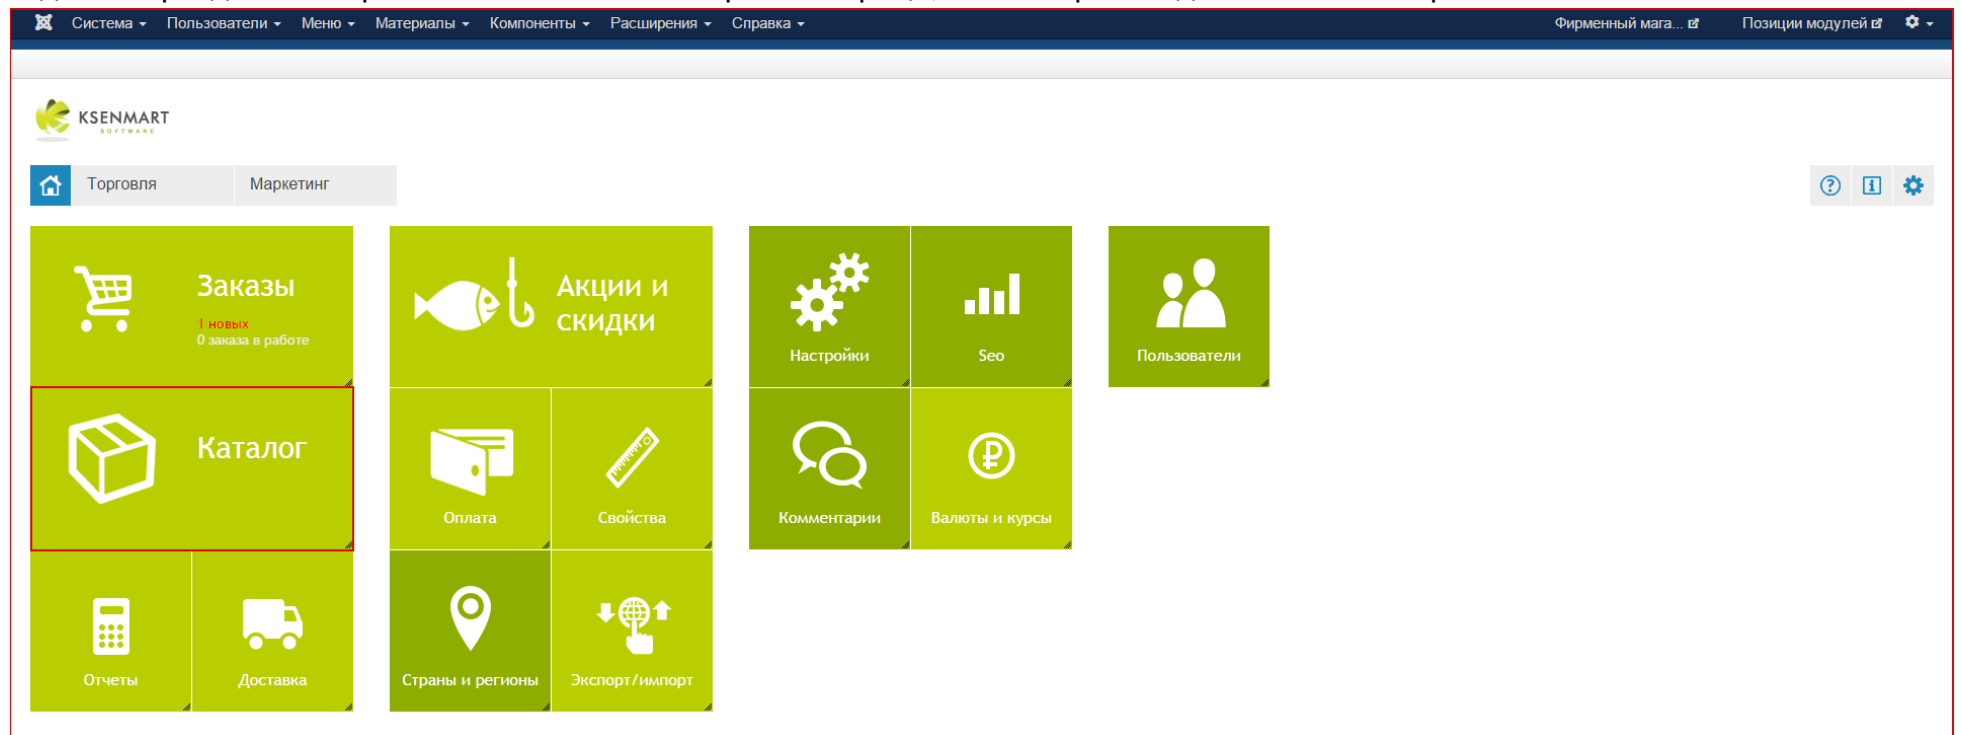 Система Пользователи Меню Материалы Компоненты Расширения Справка Фирменный мага... Позиции модулей
KSENMART
SOFTWARE
Торговля Маркетинг
Заказы
1 новых
0 заказа в работе
Акции и
скидки
Настройки
Seo
Пользователи
Каталог
Оплата
Свойства
Комментарии
Валюты и курсы
Отчеты
Доставка
Страны и регионы
Экспорт/импорт